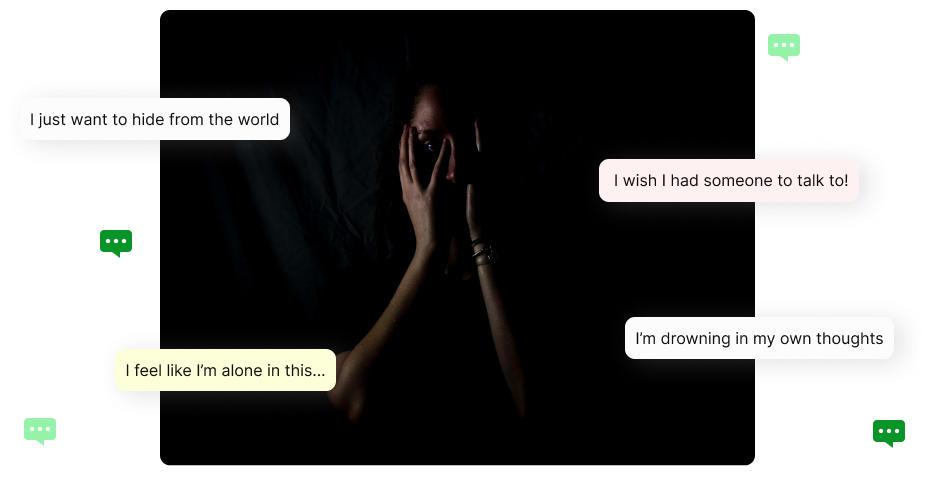 I just want to hide from the world
I wish I had someone to talk to!
I’m drowning in my own thoughts
I feel like I’m alone in this...